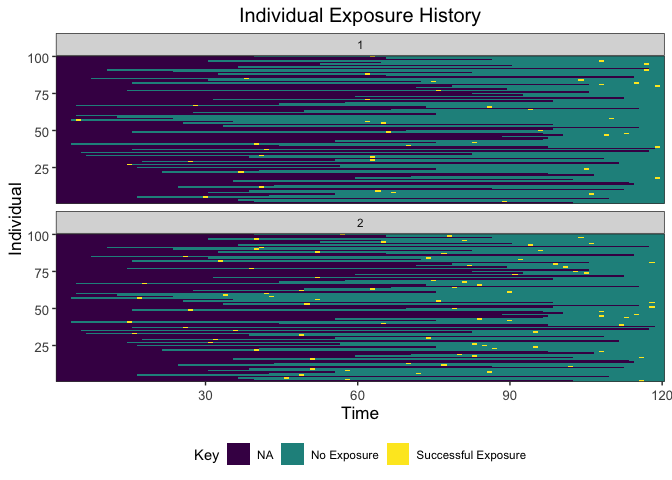 Individual Exposure History
1
100
75
50
25
2
100
75
50
25
Individual
30 60 90 120
Time
Key NA No Exposure Successful Exposure